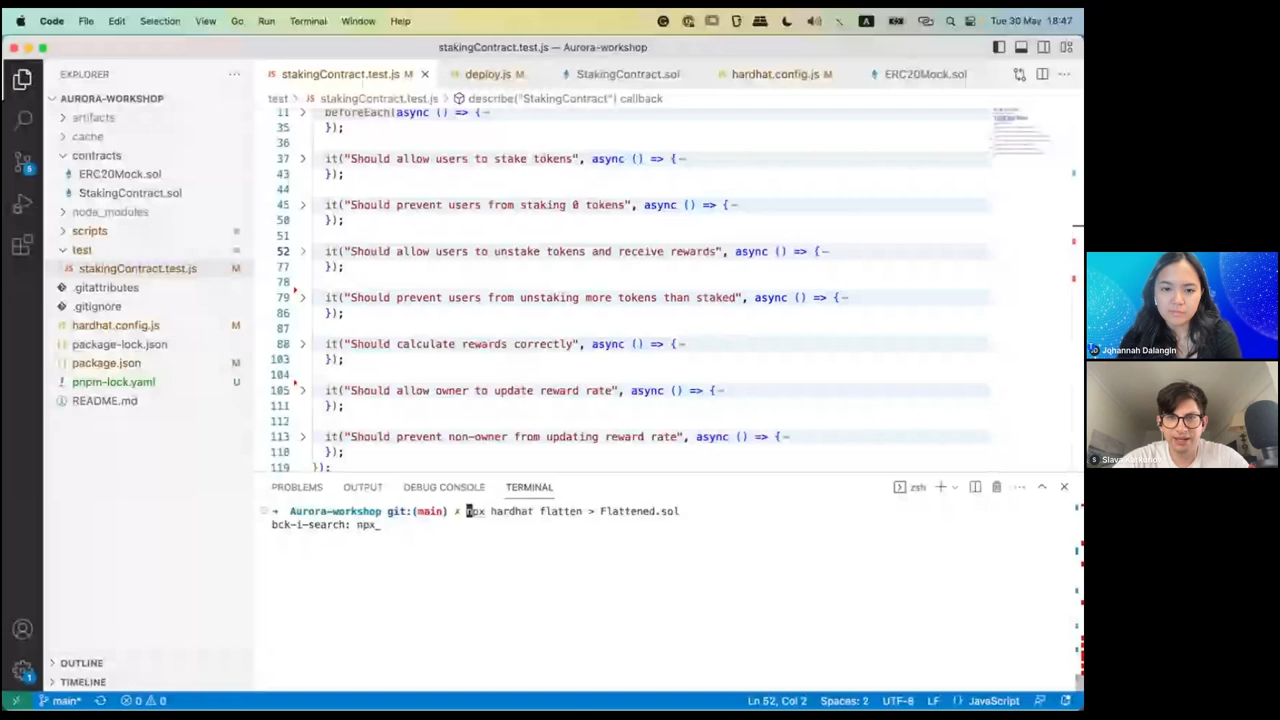 Code File Edit Selection View Go Run Terminal Window Help
A
Tue 30 May 18:47
stakingContract.test.js — Aurora-workshop
EXPLORER
stakingContract.test.js M
deploy.js M
StakingContract.sol
hardhat.config.js M
ERC20Mock.sol
AURORA-WORKSHOP
test > stakingContract.test.js > describe("StakingContract") callback
artifacts
cache
contracts
ERC20Mock.sol
StakingContract.sol
node_modules
scripts
test
stakingContract.test.js M
.gitattributes
.gitignore
hardhat.config.js M
package-lock.json
package.json M
pnpm-lock.yaml U
README.md
OUTLINE
TIMELINE
5
1
11 beforeEach(async () => {
35 });
36
37 it("Should allow users to stake tokens", async () => {
43 });
44
45 it("Should prevent users from staking 0 tokens", async () => {
50 });
51
52 it("Should allow users to unstake tokens and receive rewards", async () => {
77 });
78
79 it("Should prevent users from unstaking more tokens than staked", async () => {
86 });
87
88 it("Should calculate rewards correctly", async () => {
103 });
104
105 it("Should allow owner to update reward rate", async () => {
111 });
112
113 it("Should prevent non-owner from updating reward rate", async () => {
118 });
119 });
PROBLEMS OUTPUT DEBUG CONSOLE TERMINAL
zsh
→ Aurora-workshop git:(main) ✗ npx hardhat flatten > Flattened.sol
bck-i-search: npx_
main* 0 0
Ln 52, Col 2 Spaces: 2 UTF-8 LF JavaScript
Johannah Dalangin